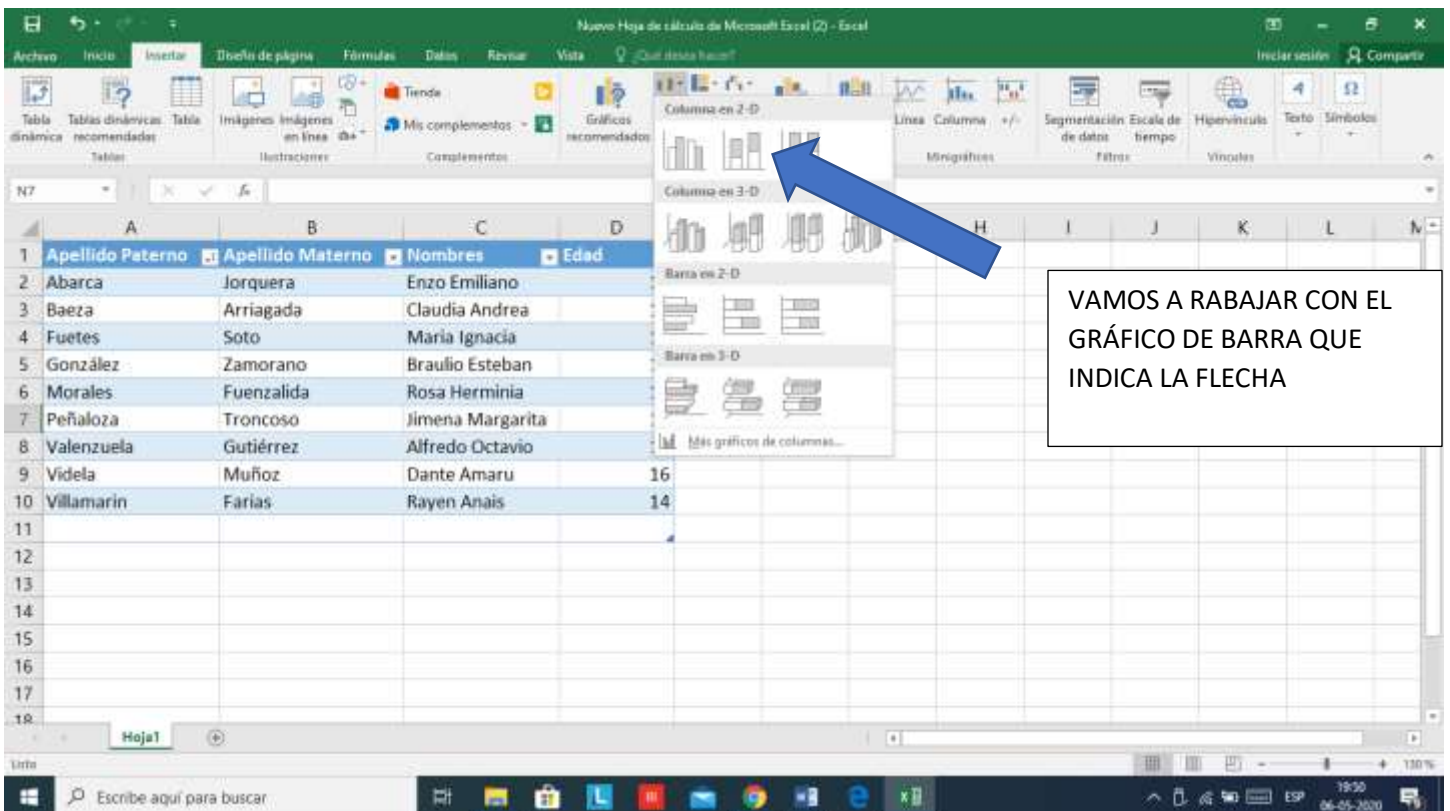 Nuevo Hoja de cálculo de Microsoft Excel (2) - Excel
Archivo Inicio Insertar Diseño de página Fórmulas Datos Revisar Vista ¿Qué desea hacer? Iniciar sesión Compartir
Tabla dinámica
Tablas dinámicas recomendadas
Tabla
Tablas
Imágenes
Imágenes en línea
Ilustraciones
Tienda
Mis complementos
Complementos
Gráficos recomendados
Línea Columna +/-
Minigráficos
Segmentación de datos
Escala de tiempo
Filtros
Hipervínculo
Vínculos
Texto
Símbolos
N7 fx
Columna en 2-D
Columna en 3-D
Barra en 2-D
Barra en 3-D
Más gráficos de columnas...
A B C D H I J K L
1 Apellido Paterno Apellido Materno Nombres Edad
2 Abarca Jorquera Enzo Emiliano
3 Baeza Arriagada Claudia Andrea
4 Fuetes Soto Maria Ignacia
5 González Zamorano Braulio Esteban
6 Morales Fuenzalida Rosa Herminia
7 Peñaloza Troncoso Jimena Margarita
8 Valenzuela Gutiérrez Alfredo Octavio
9 Videla Muñoz Dante Amaru 16
10 Villamarin Farias Rayen Anais 14
11
12
13
14
15
16
17
18
VAMOS A RABAJAR CON EL
GRÁFICO DE BARRA QUE
INDICA LA FLECHA
Hoja1
Listo
130 %
Escribe aquí para buscar
ESP
19:50